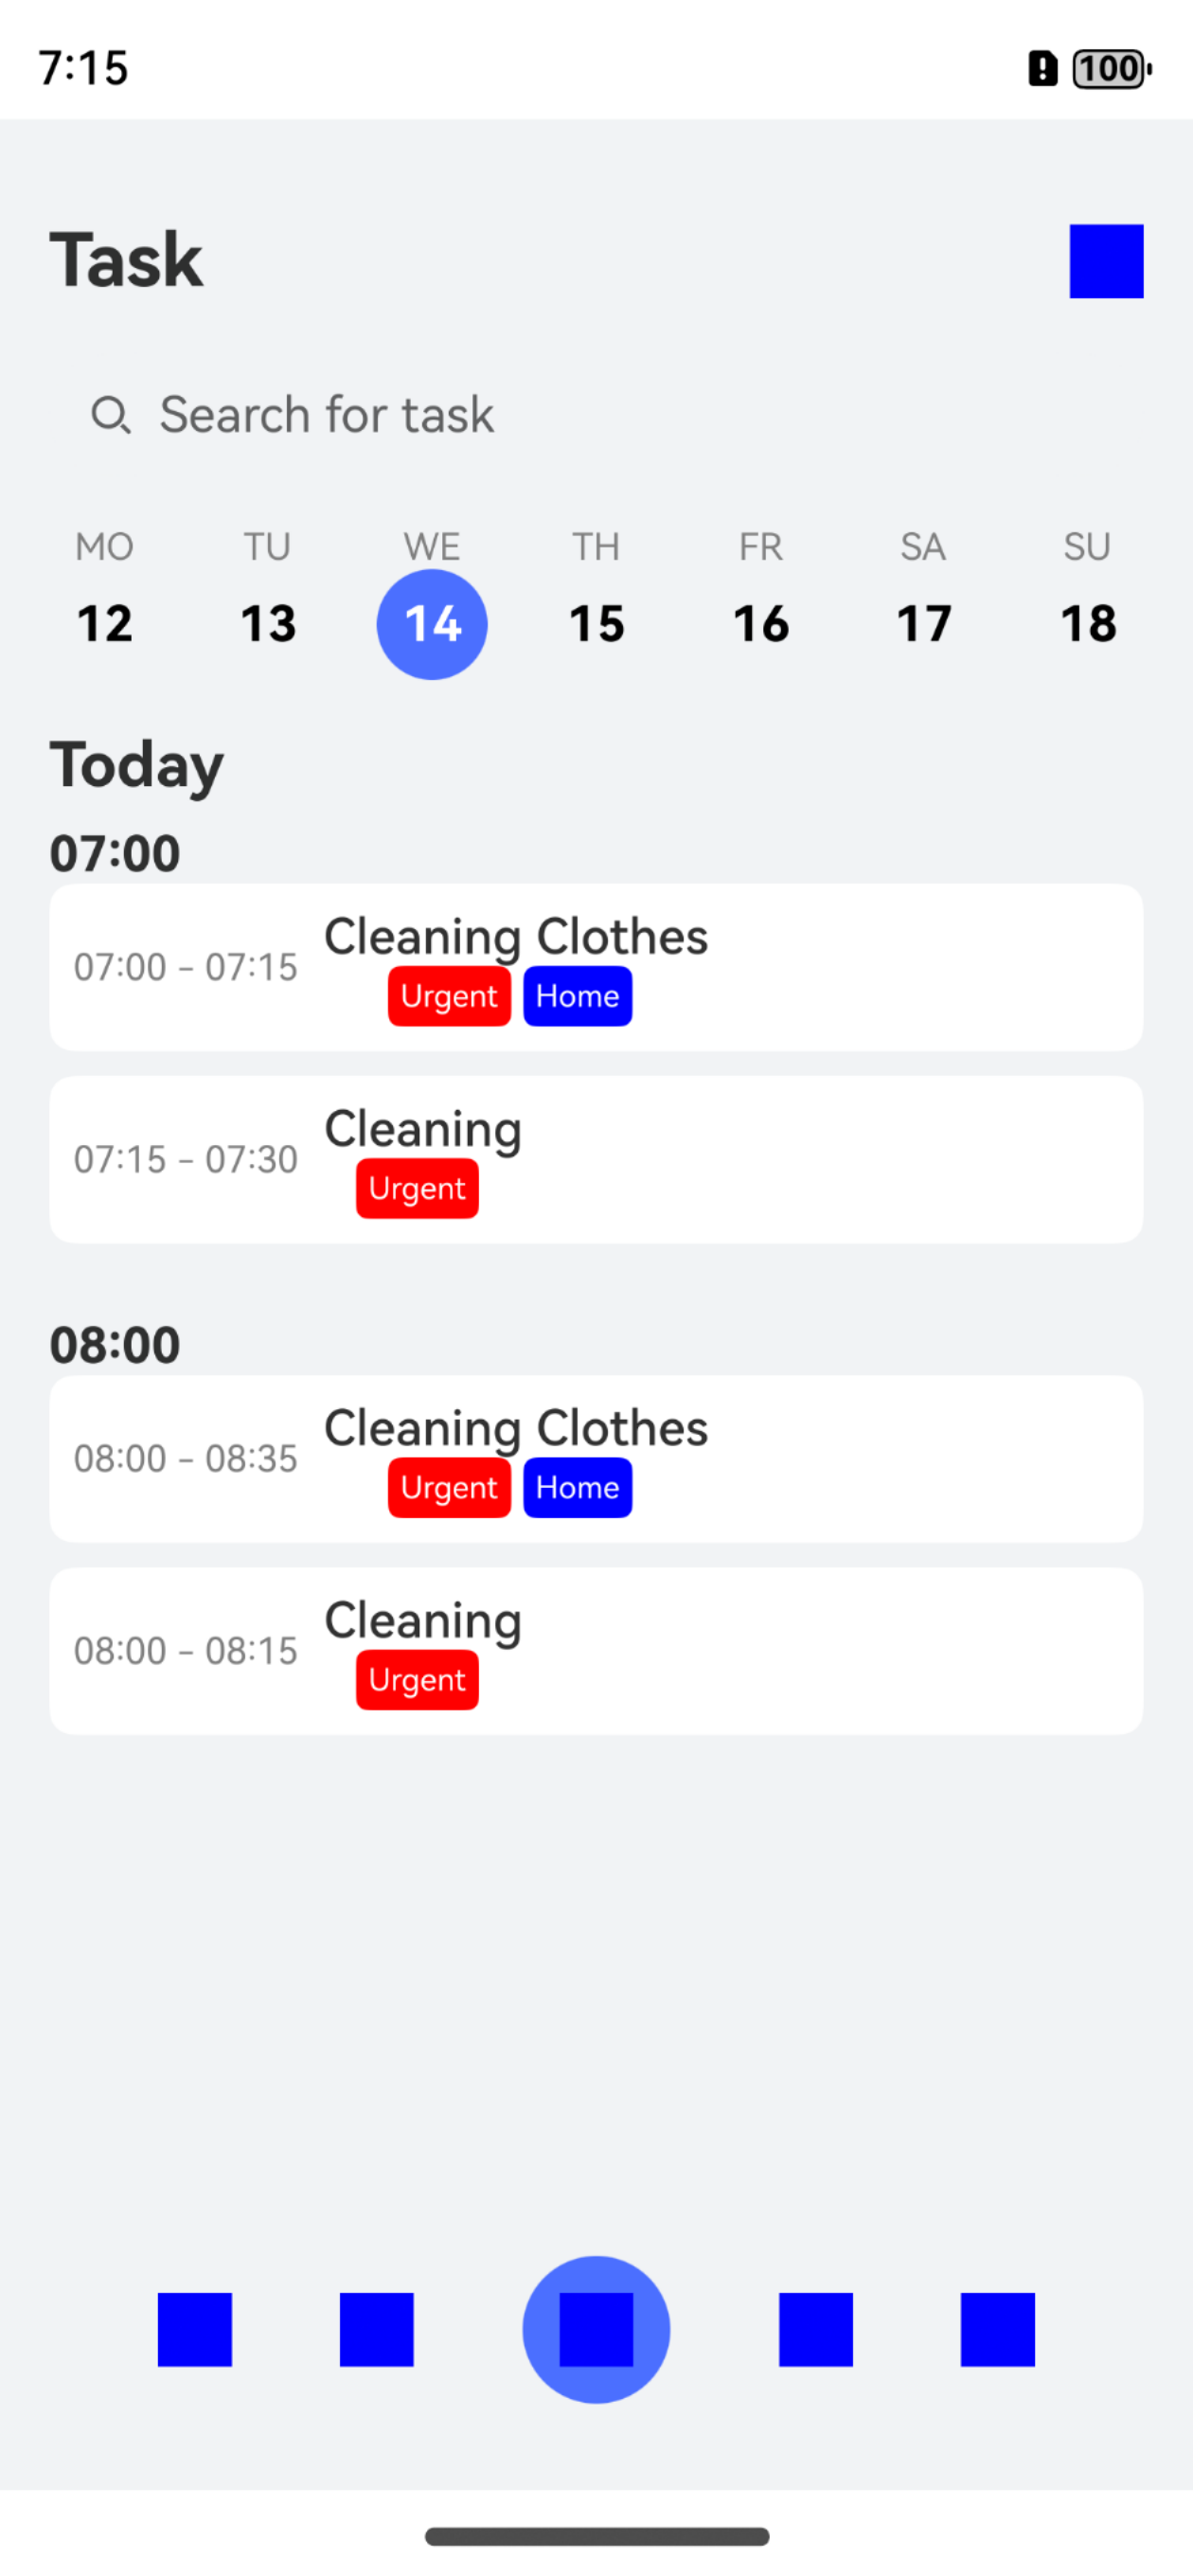 7:15
100
Task
Search for task
MO TU WE TH FR SA SU
12 13 14 15 16 17 18
Today
07:00
Cleaning Clothes
07:00 - 07:15
Urgent Home
Cleaning
07:15 - 07:30
Urgent
08:00
Cleaning Clothes
08:00 - 08:35
Urgent Home
Cleaning
08:00 - 08:15
Urgent